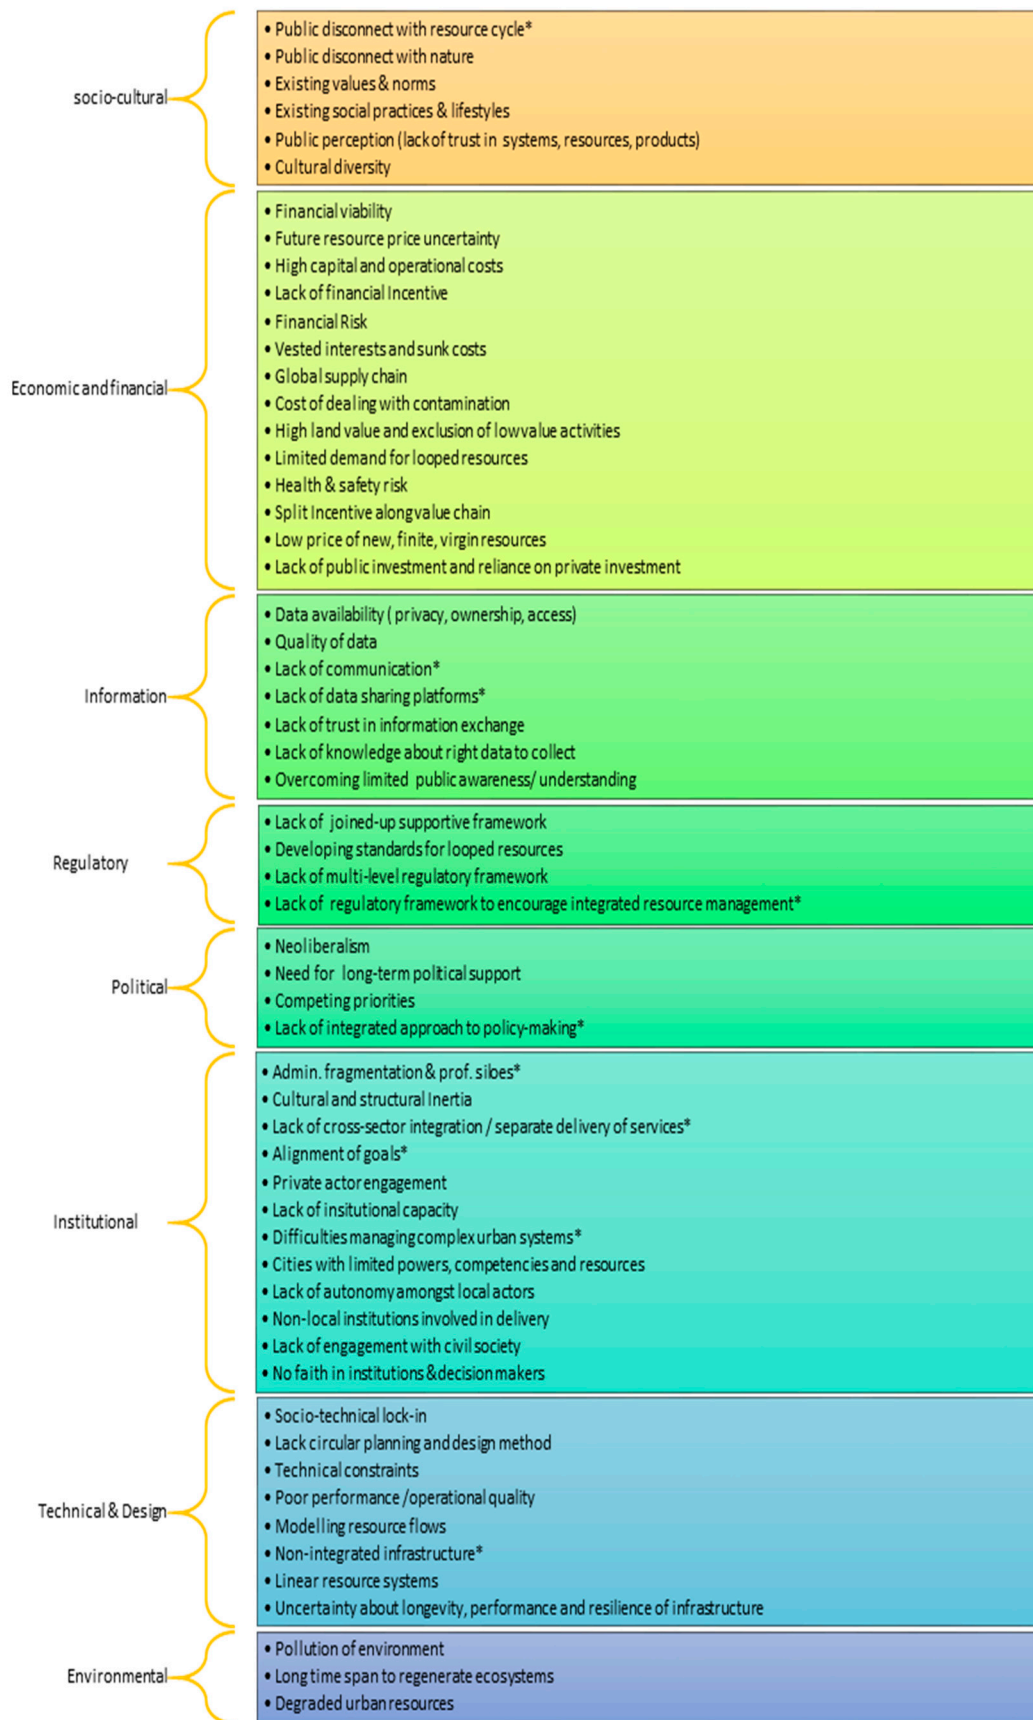 socio-cultural
• Public disconnect with resource cycle*
• Public disconnect with nature
• Existing values & norms
• Existing social practices & lifestyles
• Public perception (lack of trust in systems, resources, products)
• Cultural diversity
Economic and financial
• Financial viability
• Future resource price uncertainty
• High capital and operational costs
• Lack of financial Incentive
• Financial Risk
• Vested interests and sunk costs
• Global supply chain
• Cost of dealing with contamination
• High land value and exclusion of low value activities
• Limited demand for looped resources
• Health & safety risk
• Split Incentive along value chain
• Low price of new, finite, virgin resources
• Lack of public investment and reliance on private investment
Information
• Data availability ( privacy, ownership, access)
• Quality of data
• Lack of communication*
• Lack of data sharing platforms*
• Lack of trust in information exchange
• Lack of knowledge about right data to collect
• Overcoming limited public awareness/ understanding
Regulatory
• Lack of joined-up supportive framework
• Developing standards for looped resources
• Lack of multi-level regulatory framework
• Lack of regulatory framework to encourage integrated resource management*
Political
• Neoliberalism
• Need for long-term political support
• Competing priorities
• Lack of integrated approach to policy-making*
Institutional
• Admin. fragmentation & prof. siloes*
• Cultural and structural Inertia
• Lack of cross-sector integration / separate delivery of services*
• Alignment of goals*
• Private actor engagement
• Lack of insitutional capacity
• Difficulties managing complex urban systems*
• Cities with limited powers, competencies and resources
• Lack of autonomy amongst local actors
• Non-local institutions involved in delivery
• Lack of engagement with civil society
• No faith in institutions & decision makers
Technical & Design
• Socio-technical lock-in
• Lack circular planning and design method
• Technical constraints
• Poor performance / operational quality
• Modelling resource flows
• Non-integrated infrastructure*
• Linear resource systems
• Uncertainty about longevity, performance and resilience of infrastructure
Environmental
• Pollution of environment
• Long time span to regenerate ecosystems
• Degraded urban resources